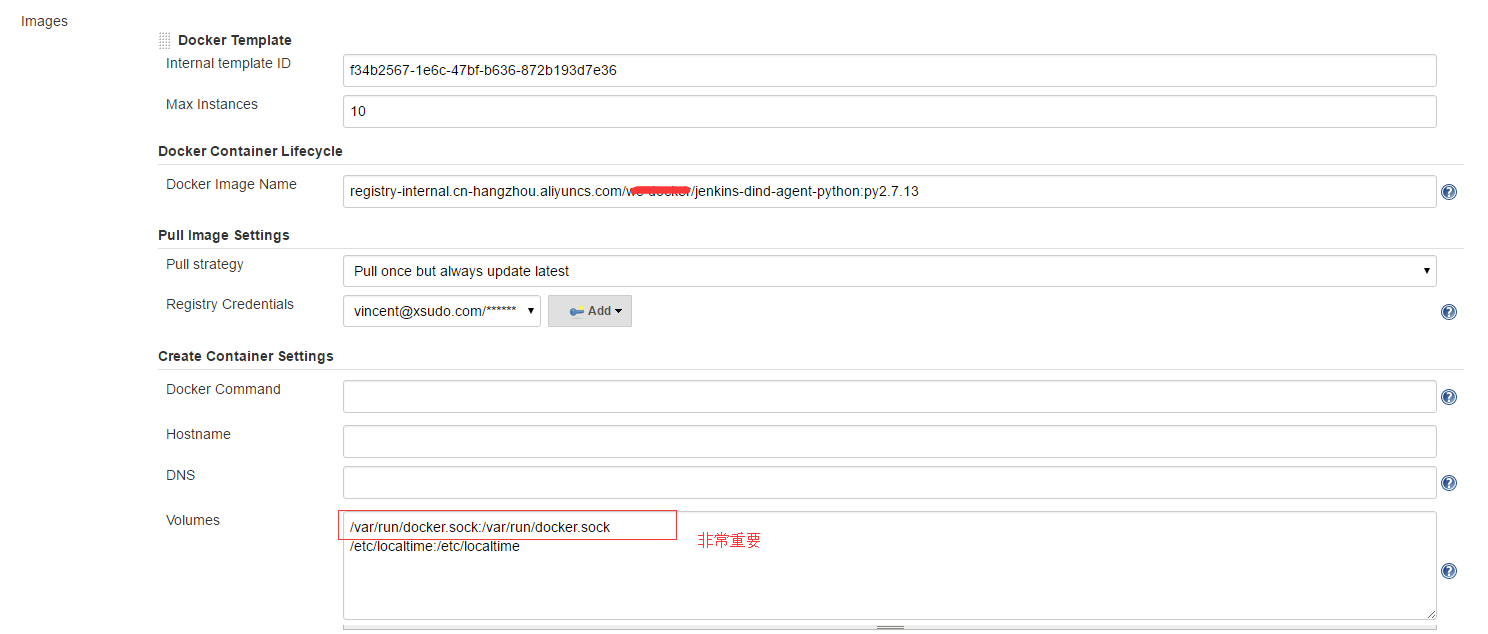 Images
Docker Template
Internal template ID
f34b2567-1e6c-47bf-b636-872b193d7e36
Max Instances
10
Docker Container Lifecycle
Docker Image Name
registry-internal.cn-hangzhou.aliyuncs.com/ /jenkins-dind-agent-python:py2.7.13
Pull Image Settings
Pull strategy
Pull once but always update latest
Registry Credentials
vincent@xsudo.com/******
Add
Create Container Settings
Docker Command
Hostname
DNS
Volumes
/var/run/docker.sock:/var/run/docker.sock
非常重要
/etc/localtime:/etc/localtime